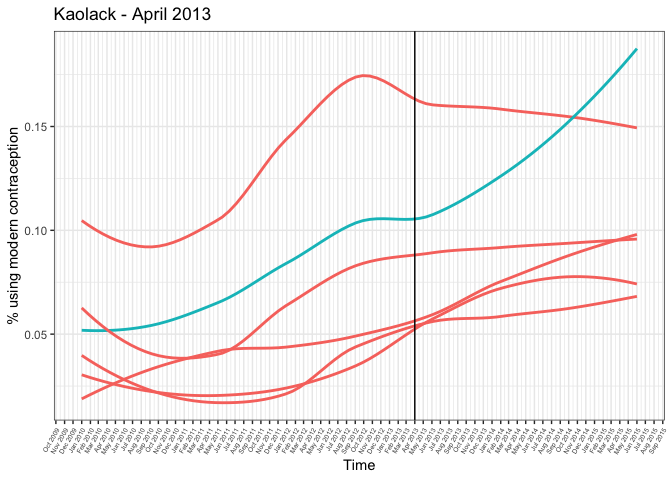 Kaolack - April 2013
% using modern contraception
0.15
0.10
0.05
Oct 2009
Nov 2009
Dec 2009
Jan 2010
Feb 2010
Mar 2010
Apr 2010
May 2010
Jun 2010
Jul 2010
Aug 2010
Sep 2010
Oct 2010
Nov 2010
Dec 2010
Jan 2011
Feb 2011
Mar 2011
Apr 2011
May 2011
Jun 2011
Jul 2011
Aug 2011
Sep 2011
Oct 2011
Nov 2011
Dec 2011
Jan 2012
Feb 2012
Mar 2012
Apr 2012
May 2012
Jun 2012
Jul 2012
Aug 2012
Sep 2012
Oct 2012
Nov 2012
Dec 2012
Jan 2013
Feb 2013
Mar 2013
Apr 2013
May 2013
Jun 2013
Jul 2013
Aug 2013
Sep 2013
Oct 2013
Nov 2013
Dec 2013
Jan 2014
Feb 2014
Mar 2014
Apr 2014
May 2014
Jun 2014
Jul 2014
Aug 2014
Sep 2014
Oct 2014
Nov 2014
Dec 2014
Jan 2015
Feb 2015
Mar 2015
Apr 2015
May 2015
Jun 2015
Jul 2015
Aug 2015
Sep 2015
Time